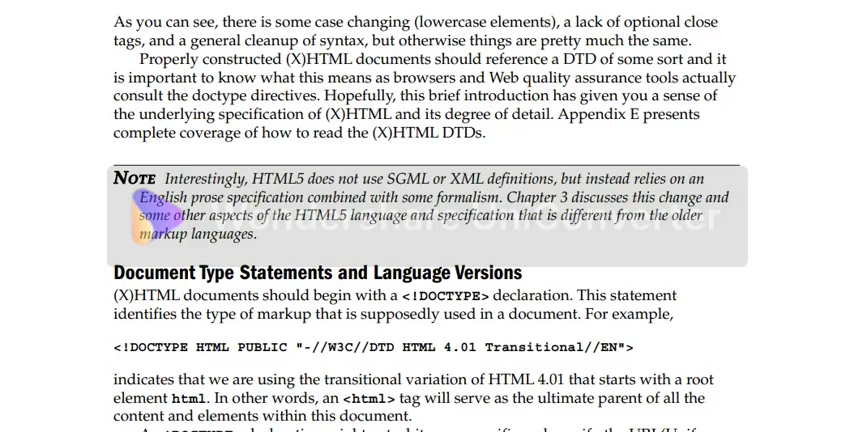 As you can see, there is some case changing (lowercase elements), a lack of optional close
tags, and a general cleanup of syntax, but otherwise things are pretty much the same.
Properly constructed (X)HTML documents should reference a DTD of some sort and it
is important to know what this means as browsers and Web quality assurance tools actually
consult the doctype directives. Hopefully, this brief introduction has given you a sense of
the underlying specification of (X)HTML and its degree of detail. Appendix E presents
complete coverage of how to read the (X)HTML DTDs.
NOTE Interestingly, HTML5 does not use SGML or XML definitions, but instead relies on an
English prose specification combined with some formalism. Chapter 3 discusses this change and
some other aspects of the HTML5 language and specification that is different from the older
Wondershare UniConverter
markup languages.
Document Type Statements and Language Versions
(X)HTML documents should begin with a <!DOCTYPE> declaration. This statement
identifies the type of markup that is supposedly used in a document. For example,
<!DOCTYPE HTML PUBLIC "-//W3C//DTD HTML 4.01 Transitional//EN">
indicates that we are using the transitional variation of HTML 4.01 that starts with a root
element html. In other words, an <html> tag will serve as the ultimate parent of all the
content and elements within this document.